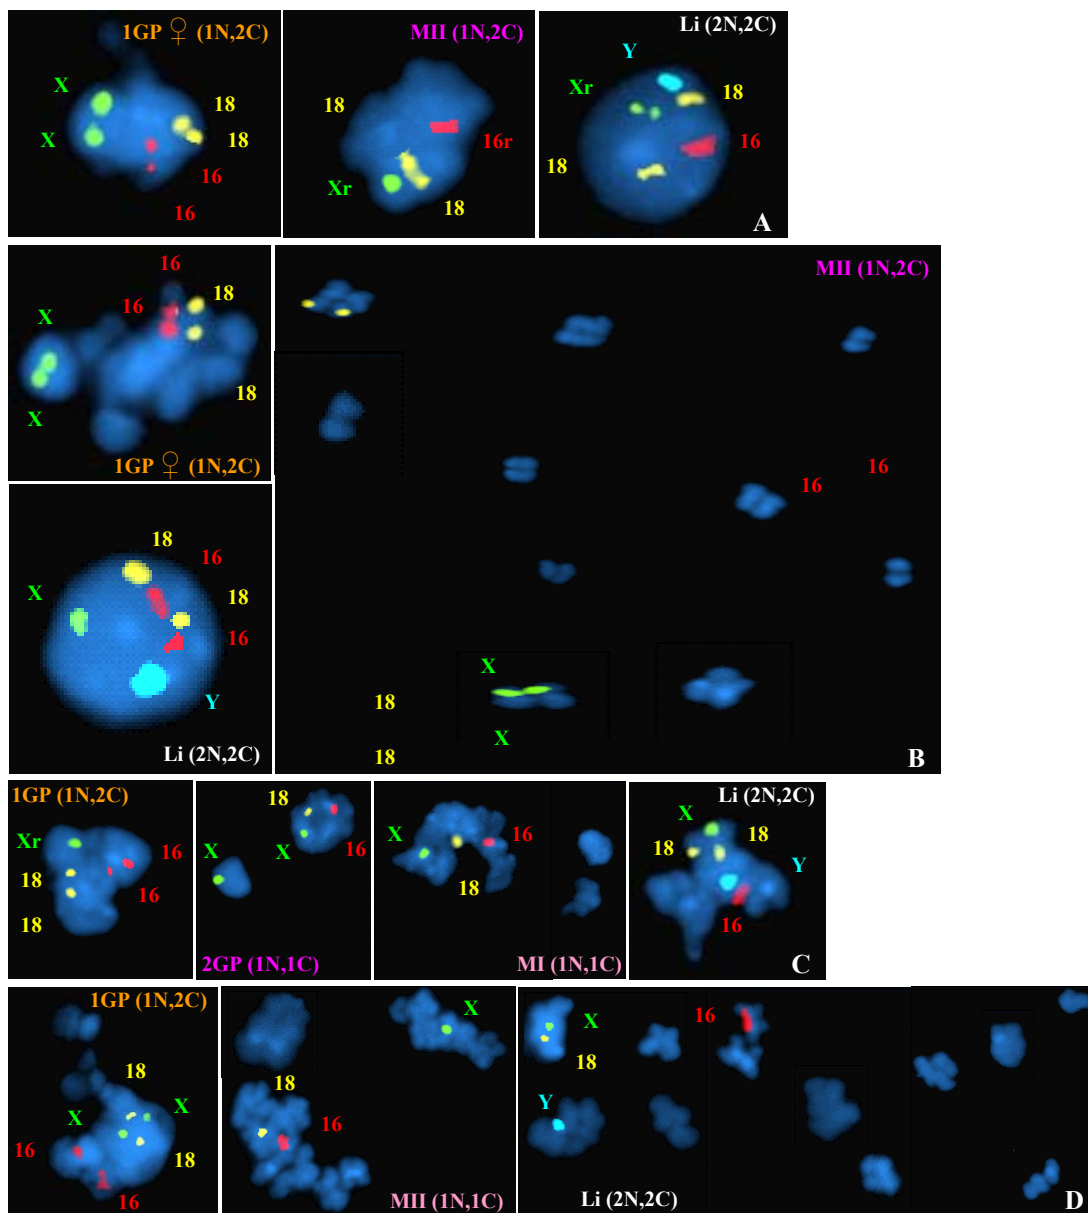 1GP ♀ (1N,2C)
X
18
X
18
16
16
MII (1N,2C)
18
16r
Xr
18
Li (2N,2C)
Y
Xr
18
16
18
A
16
18
16
X
18
X
1GP ♀ (1N,2C)
MII (1N,2C)
16
16
X
18
X
18
B
18
16
X
18
16
Y
Li (2N,2C)
1GP (1N,2C)
Xr
16
18
16
18
18
X
X
16
2GP (1N,1C)
X
16
18
MI (1N,1C)
Li (2N,2C)
X
18
18
Y
16
C
1GP (1N,2C)
18
X
X
16
18
16
X
18
16
MII (1N,1C)
X
18
16
Y
Li (2N,2C)
D